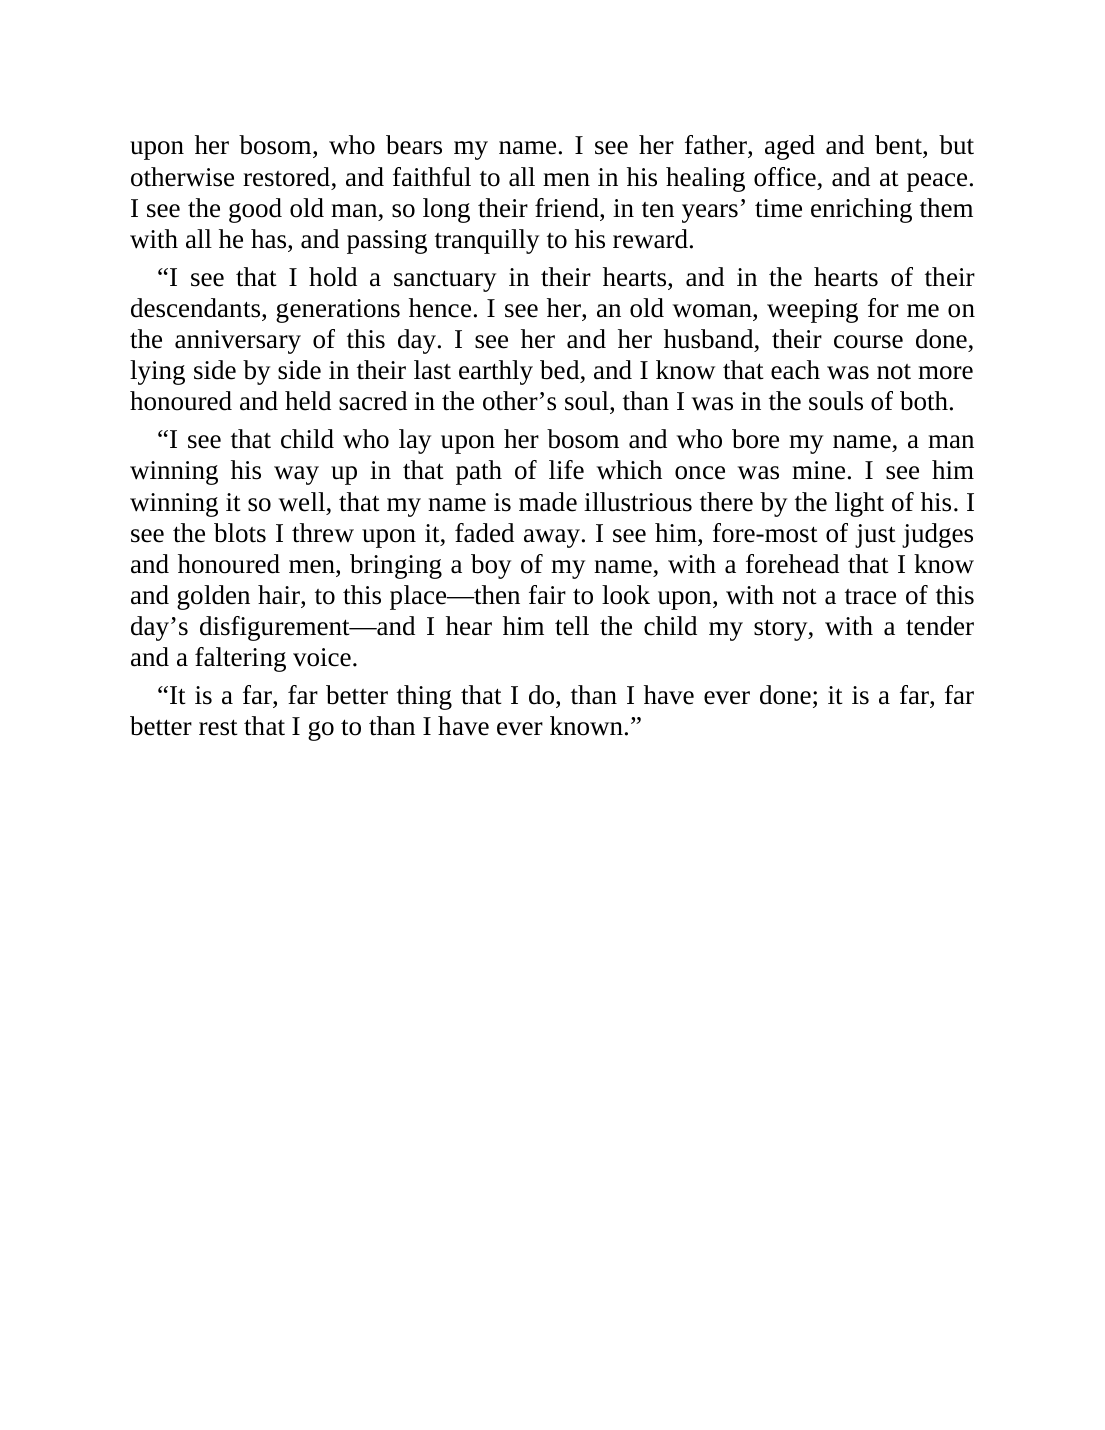 upon her bosom, who bears my name. I see her father, aged and bent, but
otherwise restored, and faithful to all men in his healing office, and at peace.
I see the good old man, so long their friend, in ten years’ time enriching them
with all he has, and passing tranquilly to his reward.
“I see that I hold a sanctuary in their hearts, and in the hearts of their
descendants, generations hence. I see her, an old woman, weeping for me on
the anniversary of this day. I see her and her husband, their course done,
lying side by side in their last earthly bed, and I know that each was not more
honoured and held sacred in the other’s soul, than I was in the souls of both.
“I see that child who lay upon her bosom and who bore my name, a man
winning his way up in that path of life which once was mine. I see him
winning it so well, that my name is made illustrious there by the light of his. I
see the blots I threw upon it, faded away. I see him, fore-most of just judges
and honoured men, bringing a boy of my name, with a forehead that I know
and golden hair, to this place—then fair to look upon, with not a trace of this
day’s disfigurement—and I hear him tell the child my story, with a tender
and a faltering voice.
“It is a far, far better thing that I do, than I have ever done; it is a far, far
better rest that I go to than I have ever known.”